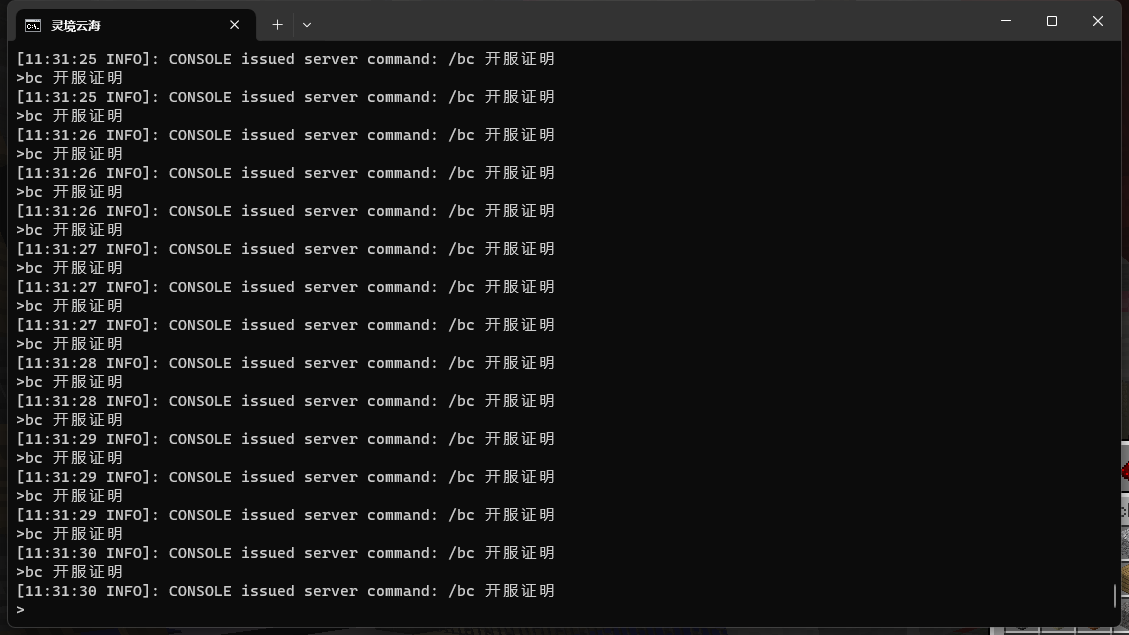 灵境云海
[11:31:25 INFO]: CONSOLE issued server command: /bc 开服证明
>bc 开服证明
[11:31:25 INFO]: CONSOLE issued server command: /bc 开服证明
>bc 开服证明
[11:31:26 INFO]: CONSOLE issued server command: /bc 开服证明
>bc 开服证明
[11:31:26 INFO]: CONSOLE issued server command: /bc 开服证明
>bc 开服证明
[11:31:26 INFO]: CONSOLE issued server command: /bc 开服证明
>bc 开服证明
[11:31:27 INFO]: CONSOLE issued server command: /bc 开服证明
>bc 开服证明
[11:31:27 INFO]: CONSOLE issued server command: /bc 开服证明
>bc 开服证明
[11:31:27 INFO]: CONSOLE issued server command: /bc 开服证明
>bc 开服证明
[11:31:28 INFO]: CONSOLE issued server command: /bc 开服证明
>bc 开服证明
[11:31:28 INFO]: CONSOLE issued server command: /bc 开服证明
>bc 开服证明
[11:31:29 INFO]: CONSOLE issued server command: /bc 开服证明
>bc 开服证明
[11:31:29 INFO]: CONSOLE issued server command: /bc 开服证明
>bc 开服证明
[11:31:29 INFO]: CONSOLE issued server command: /bc 开服证明
>bc 开服证明
[11:31:30 INFO]: CONSOLE issued server command: /bc 开服证明
>bc 开服证明
[11:31:30 INFO]: CONSOLE issued server command: /bc 开服证明
>